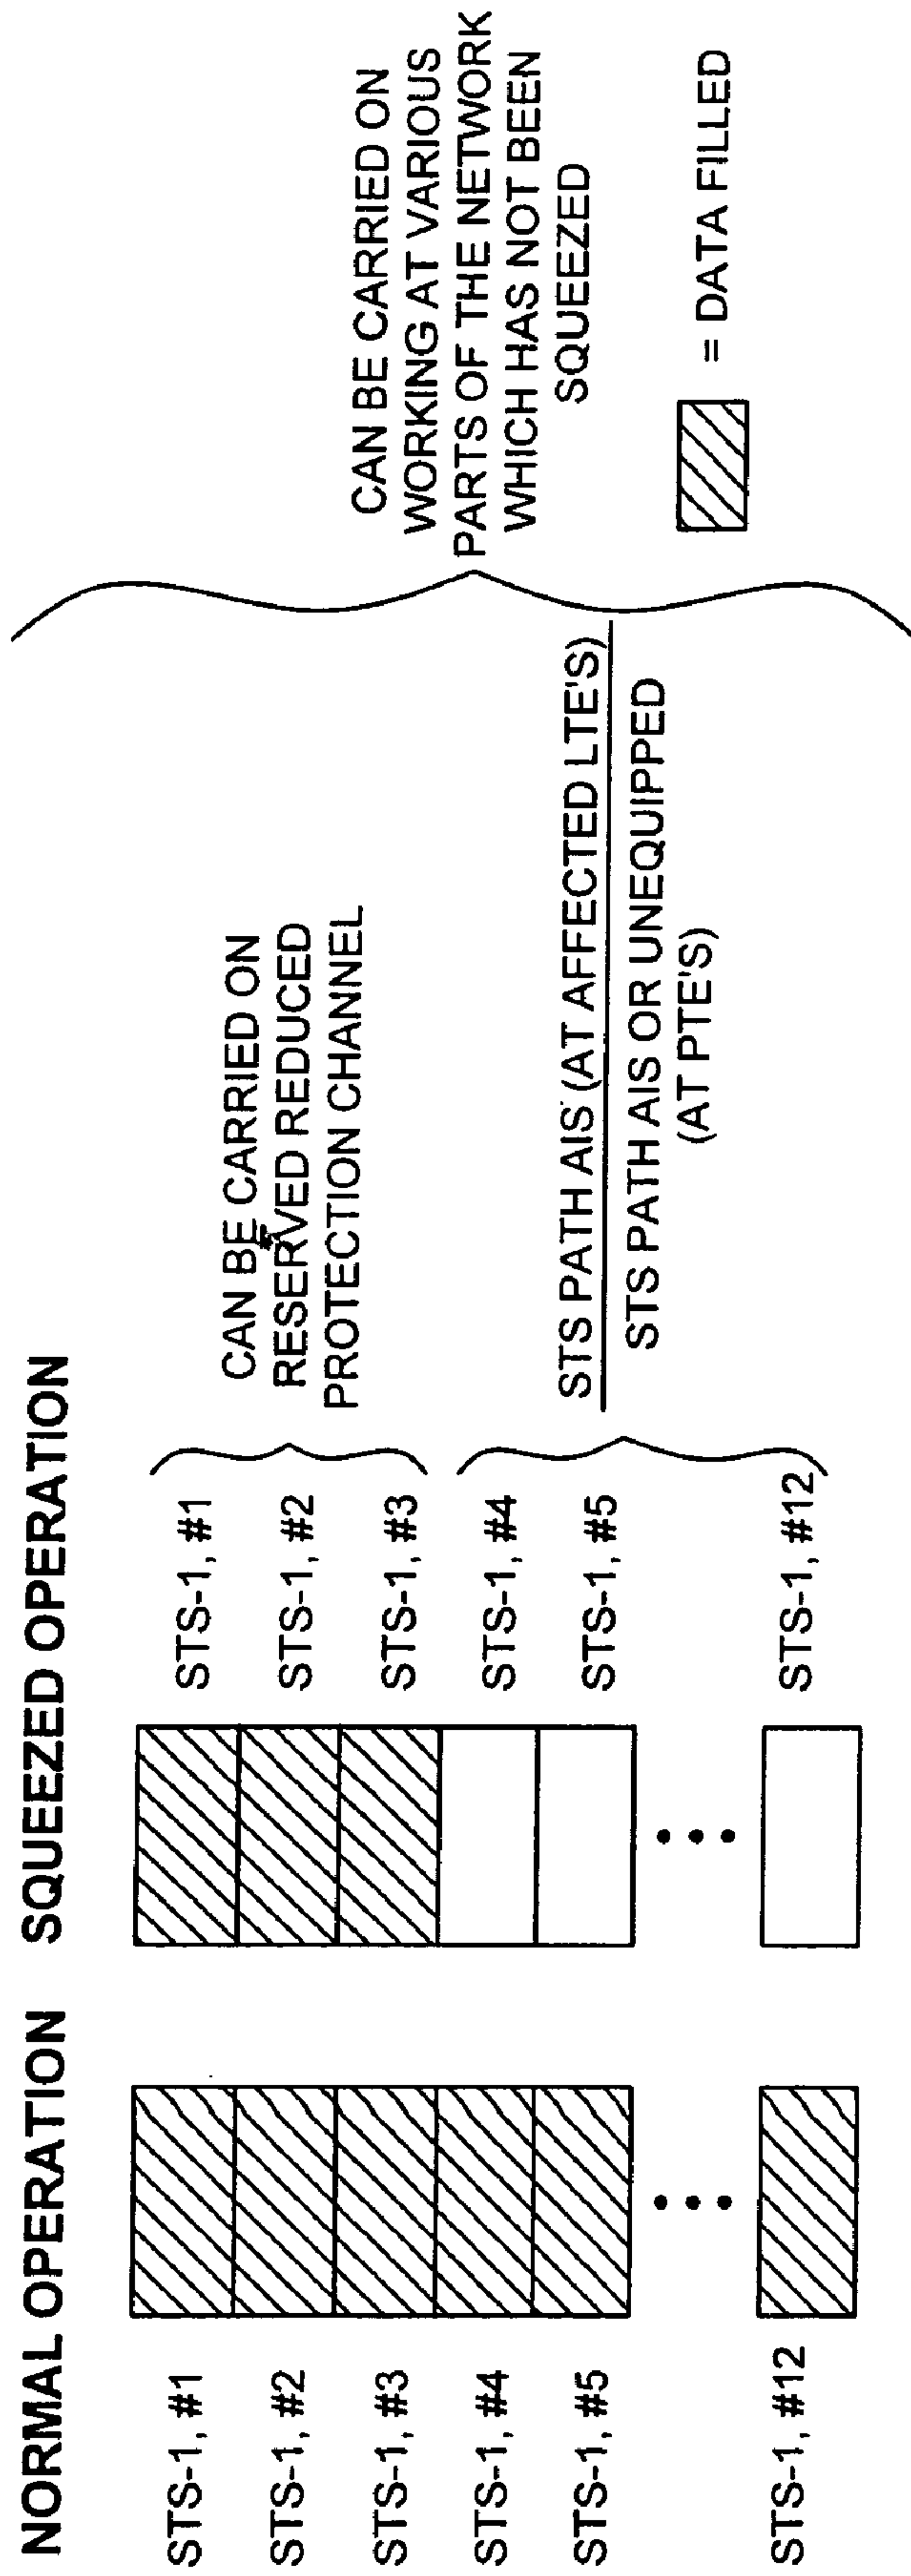 NORMAL OPERATION
STS-1, #1
STS-1, #2
STS-1, #3
STS-1, #4
STS-1, #5
STS-1, #12
SQUEEZED OPERATION
STS-1, #1
STS-1, #2
STS-1, #3
STS-1, #4
STS-1, #5
STS-1, #12
CAN BE CARRIED ON
RESERVED REDUCED
PROTECTION CHANNEL
STS PATH AIS (AT AFFECTED LTE'S)
STS PATH AIS OR UNEQUIPPED
(AT PTE'S)
CAN BE CARRIED ON
WORKING AT VARIOUS
PARTS OF THE NETWORK
WHICH HAS NOT BEEN
SQUEEZED
= DATA FILLED